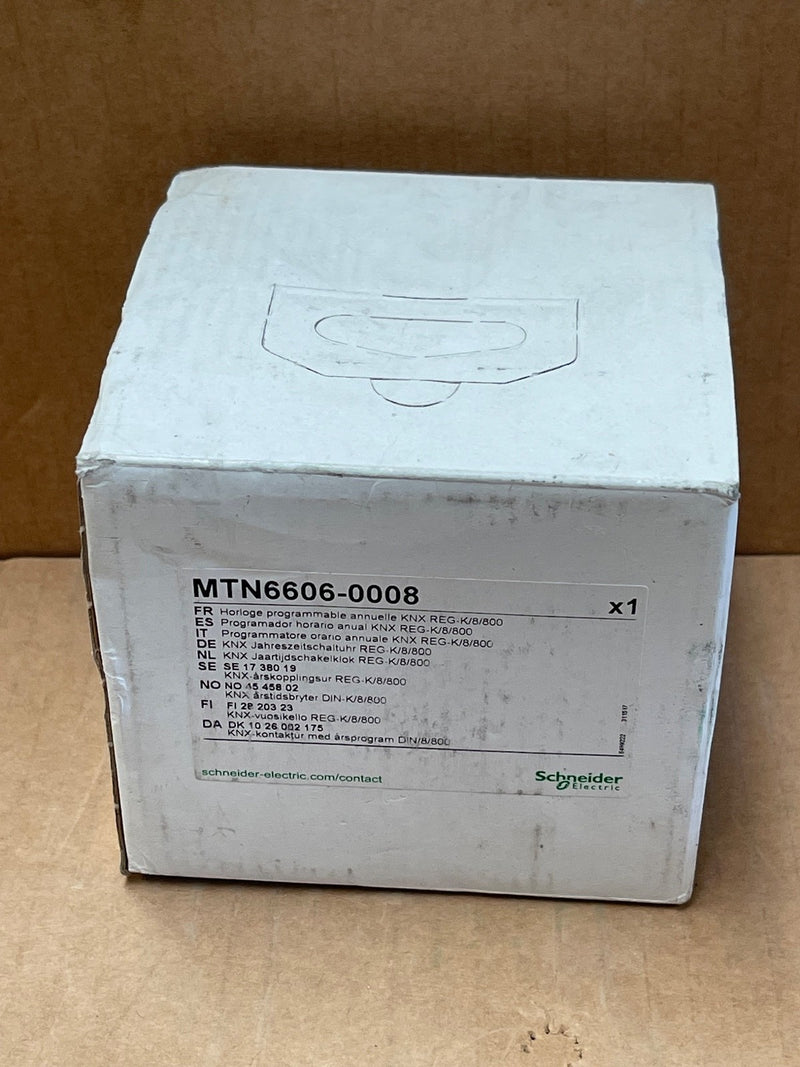 MTN6606-0008
x1
FR Horloge programmable annuelle KNX REG-K/8/800
ES Programador horario anual KNX REG-K/8/800
IT Programmatore orario annuale KNX REG-K/8/800
DE KNX Jahreszeitschaltuhr REG-K/8/800
NL KNX Jaartijdschakelklok REG-K/8/800
SE SE 17 380 19
KNX-årskopplingsur REG-K/8/800
NO NO 45 458 02
KNX årstidsbryter DIN-K/8/800
FI FI 28 203 23
KNX-vuosikello REG-K/8/800
DA DK 10 26 002 175
KNX-kontaktur med årsprogram DIN/8/800
schneider-electric.com/contact
Schneider
Electric